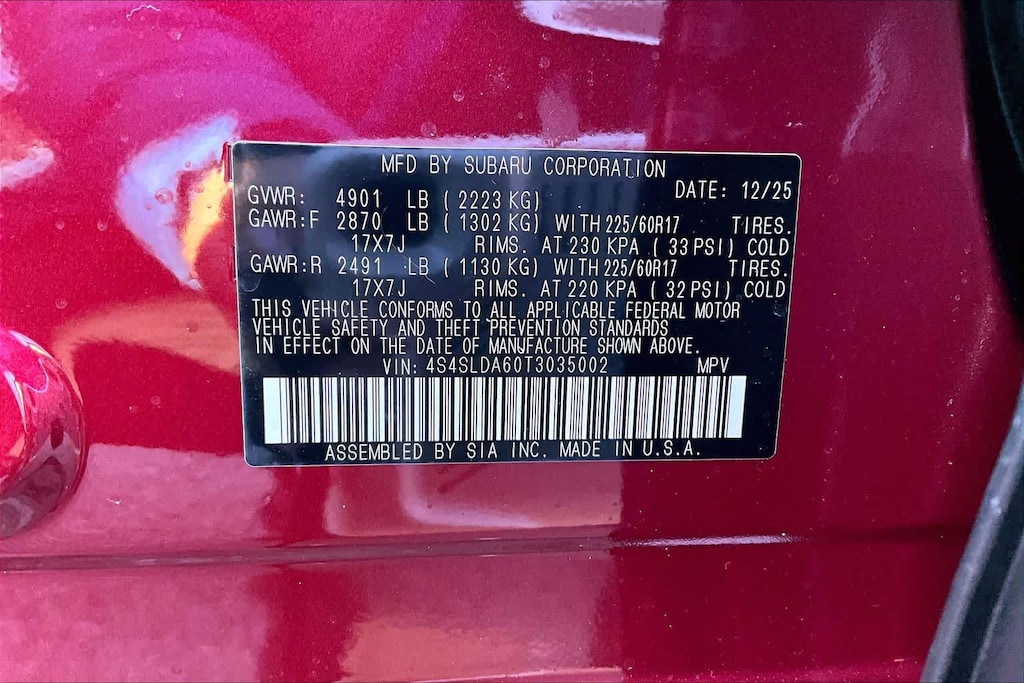 MFD BY SUBARU CORPORATION
GVWR: 4901 LB (2223 KG) DATE: 12/25
GAWR:F 2870 LB (1302 KG) WITH 225/60R17 TIRES.
17X7J RIMS. AT 230 KPA (33 PSI) COLD
GAWR:R 2491 LB (1130 KG) WITH 225/60R17 TIRES.
17X7J RIMS. AT 220 KPA (32 PSI) COLD
THIS VEHICLE CONFORMS TO ALL APPLICABLE FEDERAL MOTOR
VEHICLE SAFETY AND THEFT PREVENTION STANDARDS
IN EFFECT ON THE DATE OF MANUFACTURE SHOWN ABOVE.
VIN: 4S4SLDA60T3035002 MPV
ASSEMBLED BY SIA INC. MADE IN U.S.A.